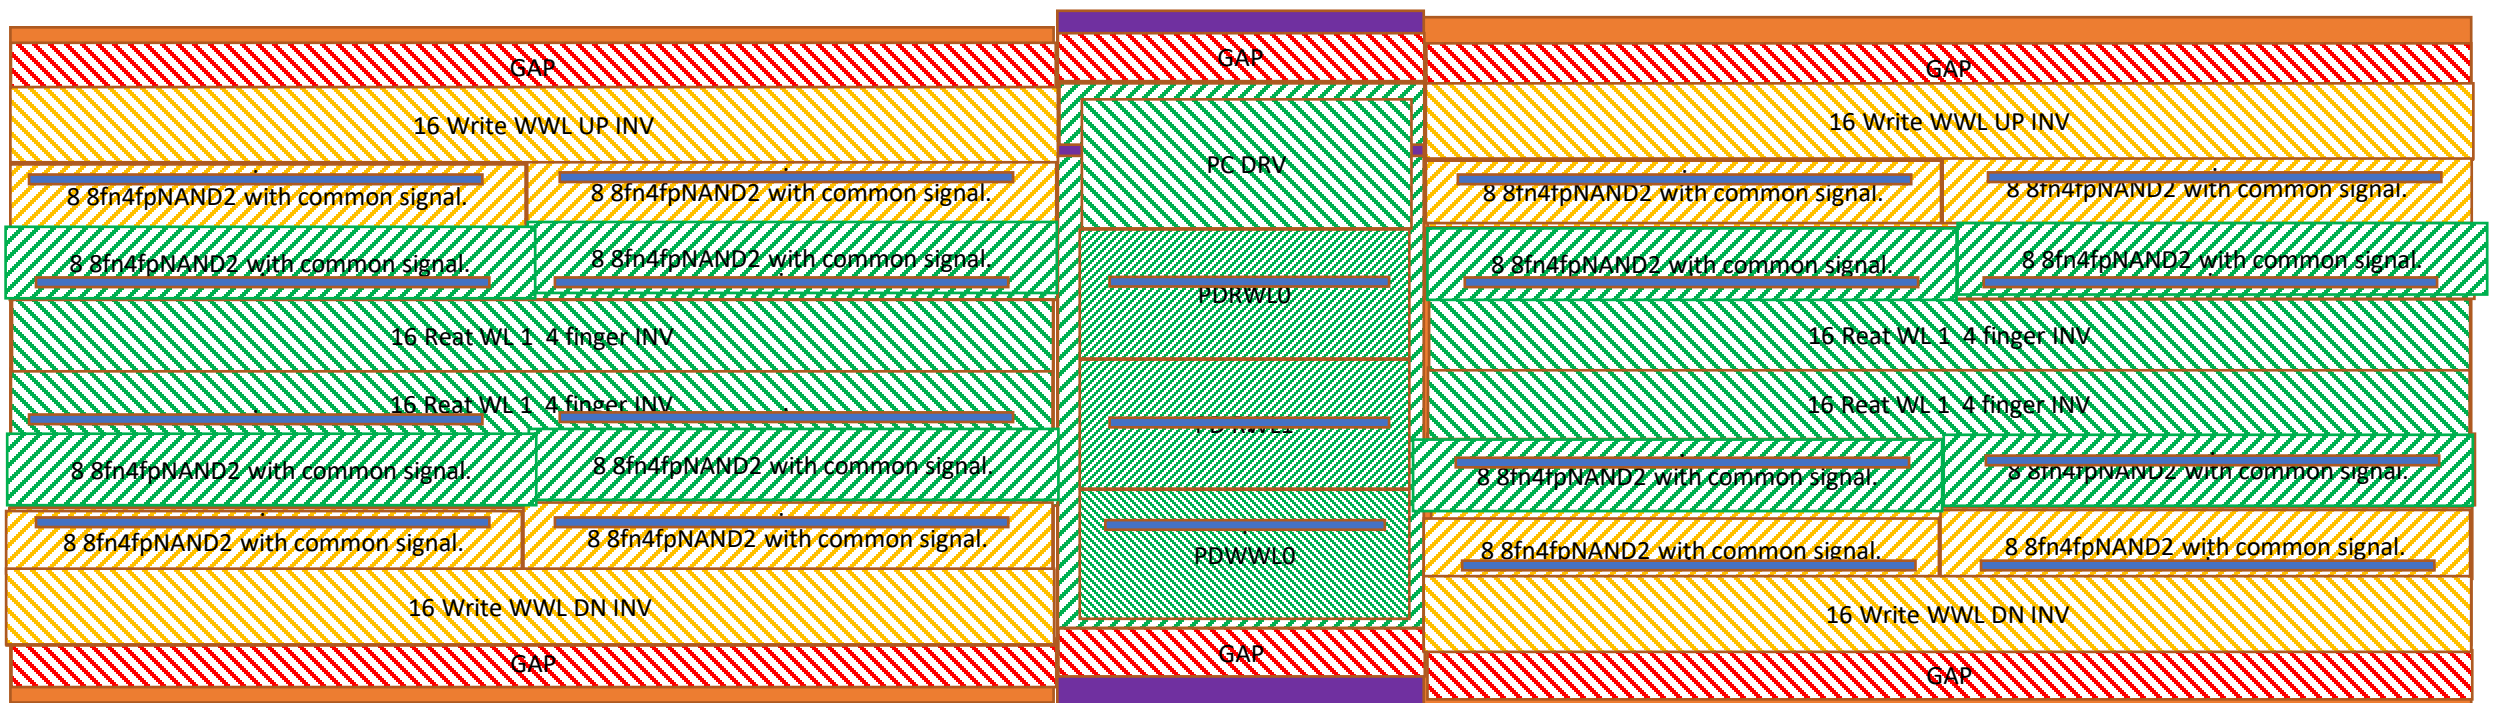 GAP
GAP
GAP
16 Write WWL UP INV
16 Write WWL UP INV
PC DRV
8 8fn4fpNAND2 with common signal.
8 8fn4fpNAND2 with common signal.
8 8fn4fpNAND2 with common signal.
8 8fn4fpNAND2 with common signal.
8 8fn4fpNAND2 with common signal.
8 8fn4fpNAND2 with common signal.
8 8fn4fpNAND2 with common signal.
8 8fn4fpNAND2 with common signal.
PDRWL0
16 Reat WL 1 4 finger INV
16 Reat WL 1 4 finger INV
16 Reat WL 1 4 finger INV
16 Reat WL 1 4 finger INV
8 8fn4fpNAND2 with common signal.
8 8fn4fpNAND2 with common signal.
8 8fn4fpNAND2 with common signal.
8 8fn4fpNAND2 with common signal.
8 8fn4fpNAND2 with common signal.
8 8fn4fpNAND2 with common signal.
PDWWL0
8 8fn4fpNAND2 with common signal.
8 8fn4fpNAND2 with common signal.
16 Write WWL DN INV
16 Write WWL DN INV
GAP
GAP
GAP